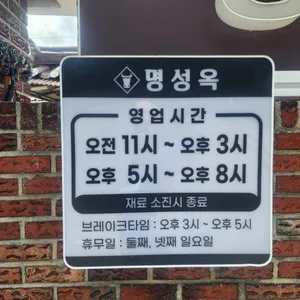 명성옥
영업시간
오전 11시 ~ 오후 3시
오후 5시 ~ 오후 8시
재료 소진시 종료
브레이크타임 : 오후 3시 ~ 오후 5시
휴무일 : 둘째, 넷째 일요일